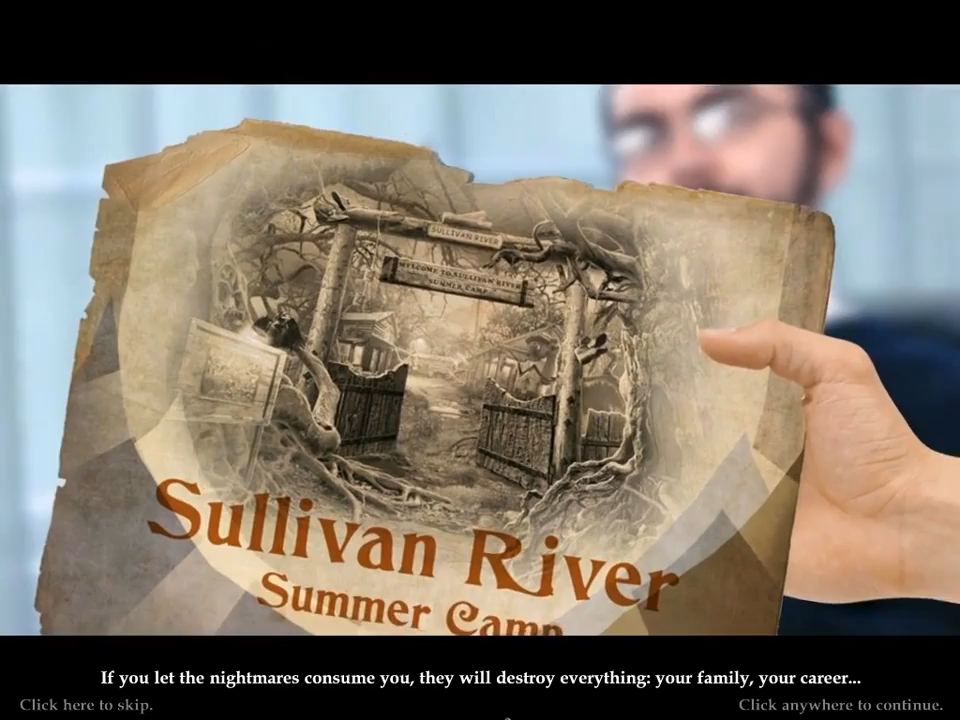 SULLIVAN RIVER
WELCOME TO SULLIVAN RIVER
SUMMER CAMP
Sullivan River
Summer Camp
If you let the nightmares consume you, they will destroy everything: your family, your career...
Click here to skip.
Click anywhere to continue.